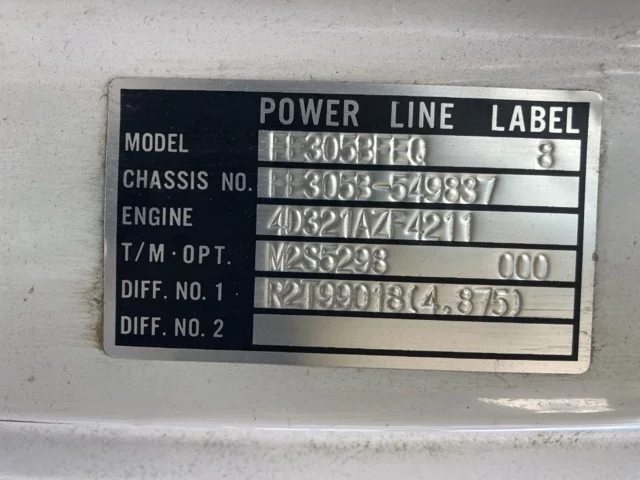 POWER LINE LABEL
MODEL FE305BFEQ 8
CHASSIS NO. FE305B-549837
ENGINE 4D321AZF4211
T/M·OPT. M2S5298 000
DIFF. NO. 1 R2T99018(4,875)
DIFF. NO. 2